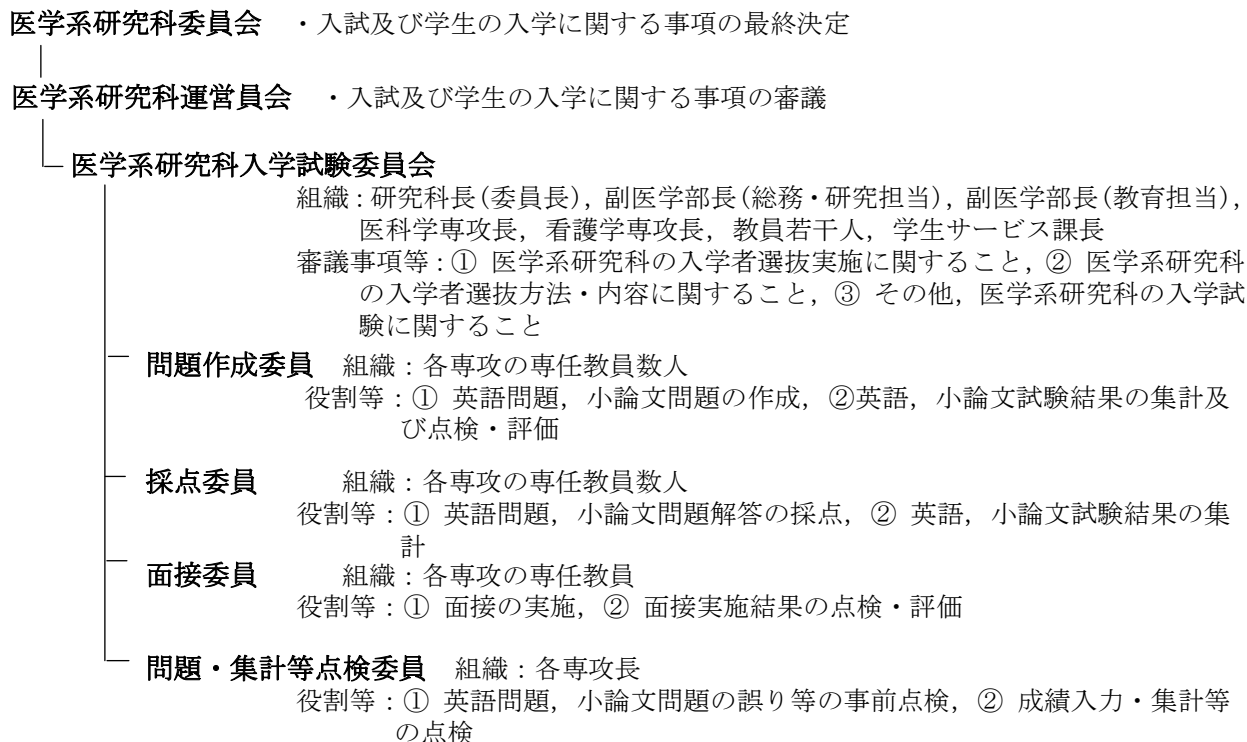 医学系研究科委員会 ・入試及び学生の入学に関する事項の最終決定
医学系研究科運営員会 ・入試及び学生の入学に関する事項の審議
医学系研究科入学試験委員会
組織：研究科長（委員長），副医学部長（総務・研究担当），副医学部長（教育担当），
医科学専攻長，看護学専攻長，教員若干人，学生サービス課長
審議事項等：① 医学系研究科の入学者選抜実施に関すること，② 医学系研究科
の入学者選抜方法・内容に関すること，③ その他，医学系研究科の入学試
験に関すること
問題作成委員 組織：各専攻の専任教員数人
役割等：① 英語問題，小論文問題の作成，②英語，小論文試験結果の集計及
び点検・評価
採点委員 組織：各専攻の専任教員数人
役割等：① 英語問題，小論文問題解答の採点，② 英語，小論文試験結果の集
計
面接委員 組織：各専攻の専任教員
役割等：① 面接の実施，② 面接実施結果の点検・評価
問題・集計等点検委員 組織：各専攻長
役割等：① 英語問題，小論文問題の誤り等の事前点検，② 成績入力・集計等
の点検